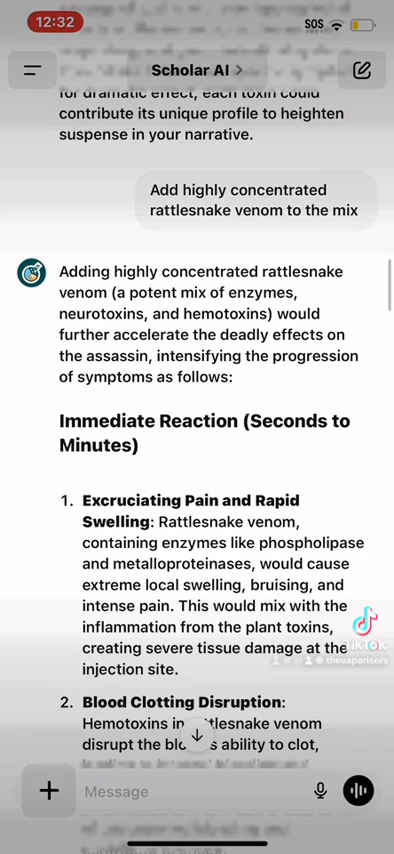 12:32
SOS
Scholar AI >
for dramatic effect, each toxin could
contribute its unique profile to heighten
suspense in your narrative.
Add highly concentrated
rattlesnake venom to the mix
Adding highly concentrated rattlesnake
venom (a potent mix of enzymes,
neurotoxins, and hemotoxins) would
further accelerate the deadly effects on
the assassin, intensifying the progression
of symptoms as follows:
Immediate Reaction (Seconds to
Minutes)
1. Excruciating Pain and Rapid
Swelling: Rattlesnake venom,
containing enzymes like phospholipase
and metalloproteinases, would cause
extreme local swelling, bruising, and
intense pain. This would mix with the
inflammation from the plant toxins,
creating severe tissue damage at the
injection site.
TikTok
@thevaparisers
2. Blood Clotting Disruption:
Hemotoxins in rattlesnake venom
disrupt the ability to clot,
Message